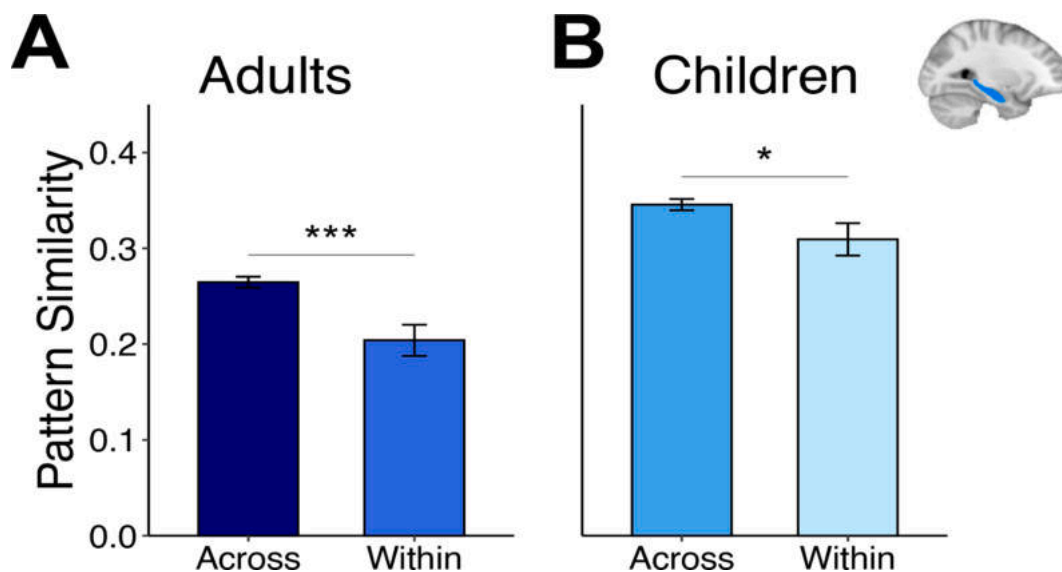 A
Adults
Pattern Similarity
0.4
0.3
0.2
0.1
0.0
***
Across
Within
B
Children
*
Across
Within